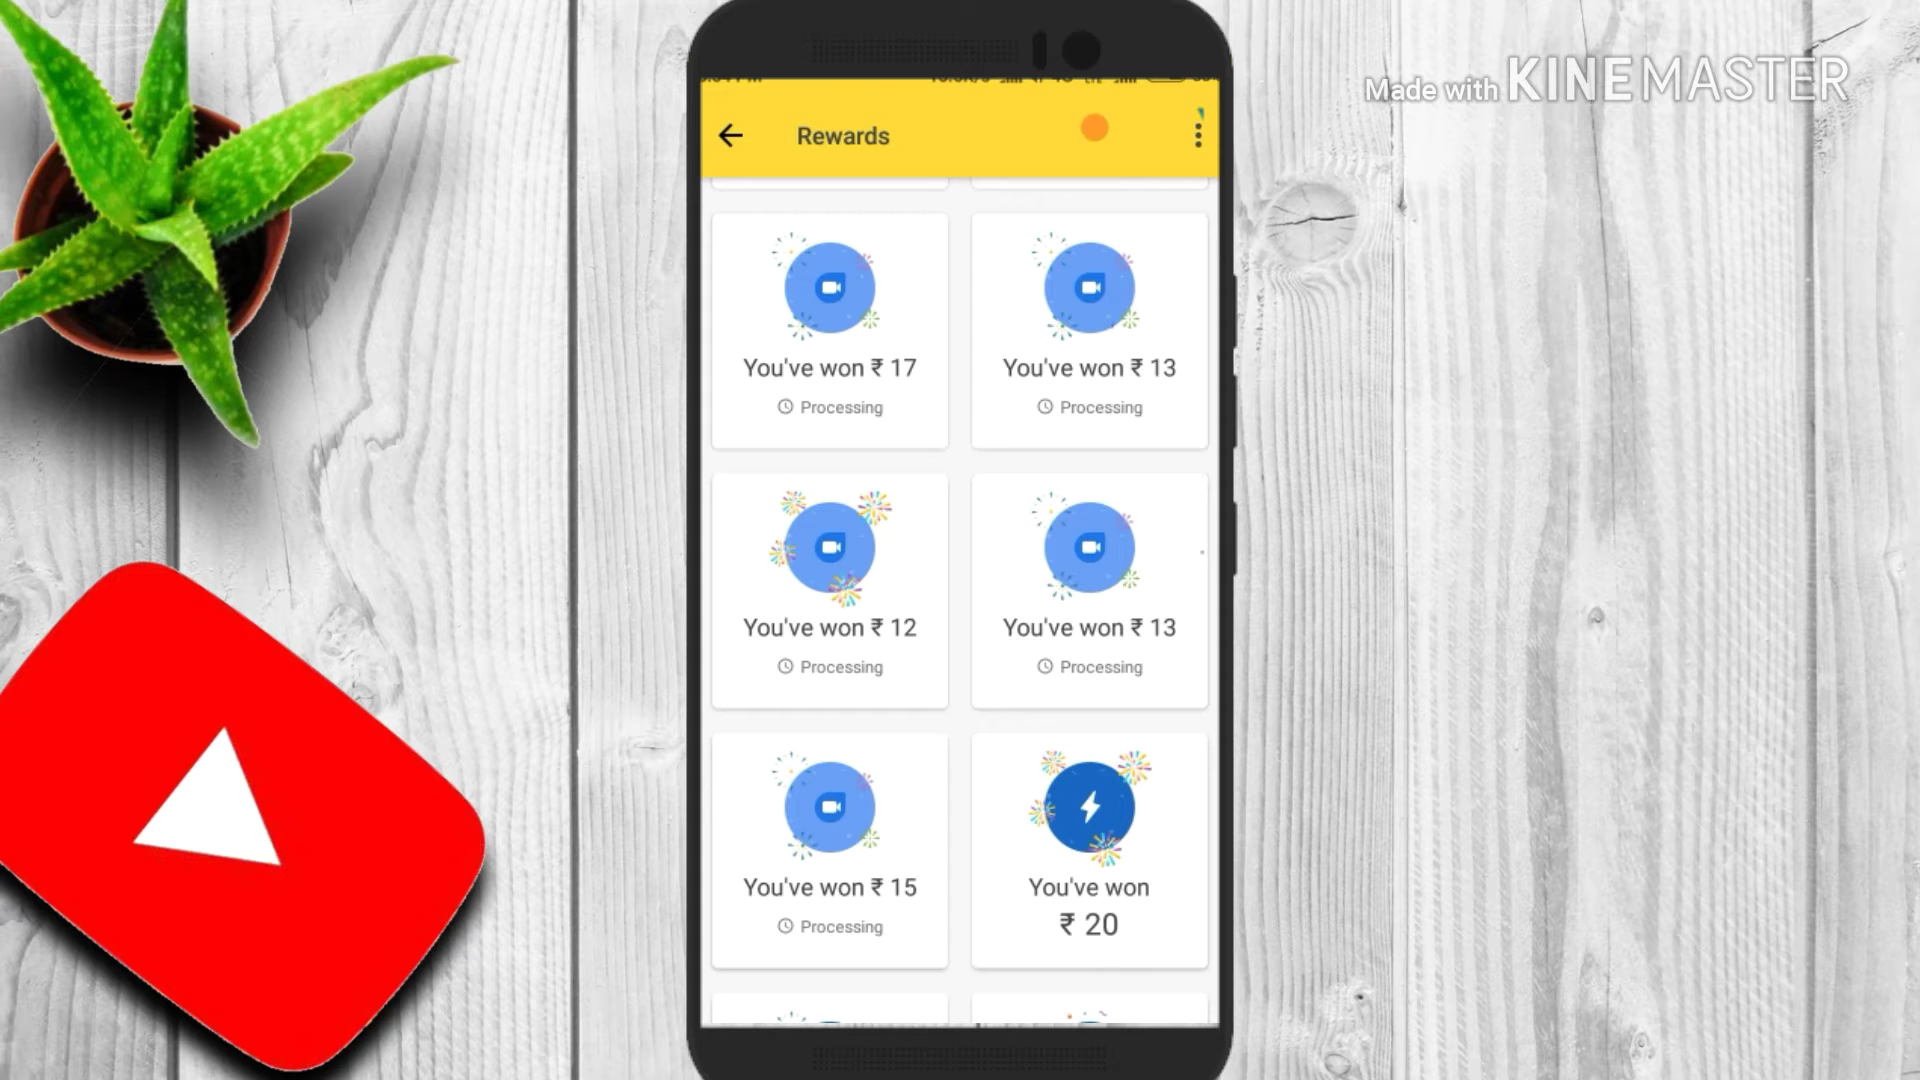 Made with KINEMASTER
Rewards
You've won ₹ 17
Processing
You've won ₹ 13
Processing
You've won ₹ 12
Processing
You've won ₹ 13
Processing
You've won ₹ 15
Processing
You've won
₹ 20